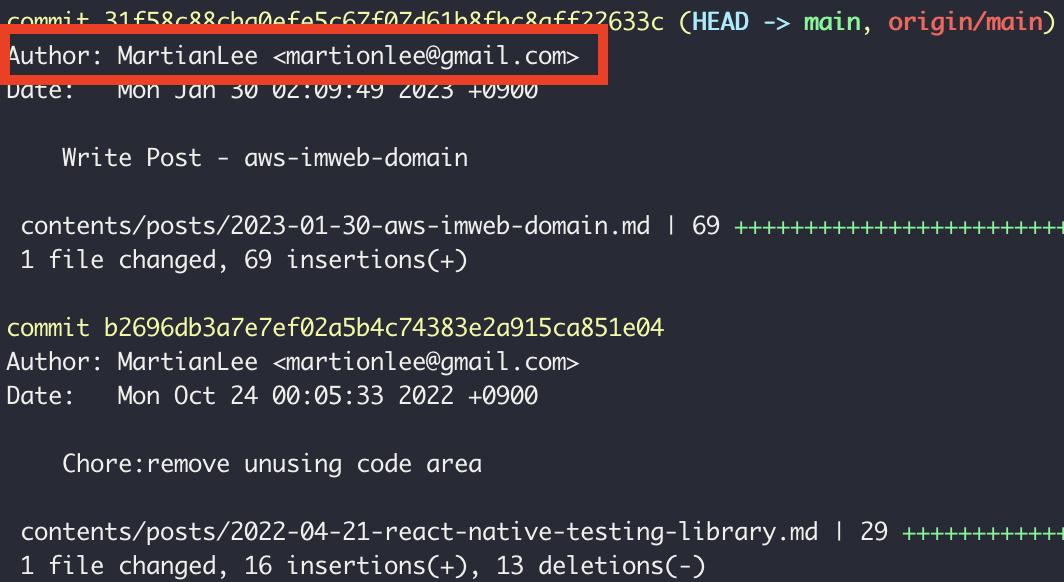 commit 31f58c88cba0efe5c67f07d61b8fbc8aff22633c (HEAD -> main, origin/main)
Author: MartianLee <martionlee@gmail.com>
Date:   Mon Jan 30 02:09:49 2023 +0900
Write Post - aws-imweb-domain
contents/posts/2023-01-30-aws-imweb-domain.md | 69 ++++++++++++++++++++++++
1 file changed, 69 insertions(+)
commit b2696db3a7e7ef02a5b4c74383e2a915ca851e04
Author: MartianLee <martionlee@gmail.com>
Date:   Mon Oct 24 00:05:33 2022 +0900
Chore:remove unusing code area
contents/posts/2022-04-21-react-native-testing-library.md | 29 ++++++++++++
1 file changed, 16 insertions(+), 13 deletions(-)